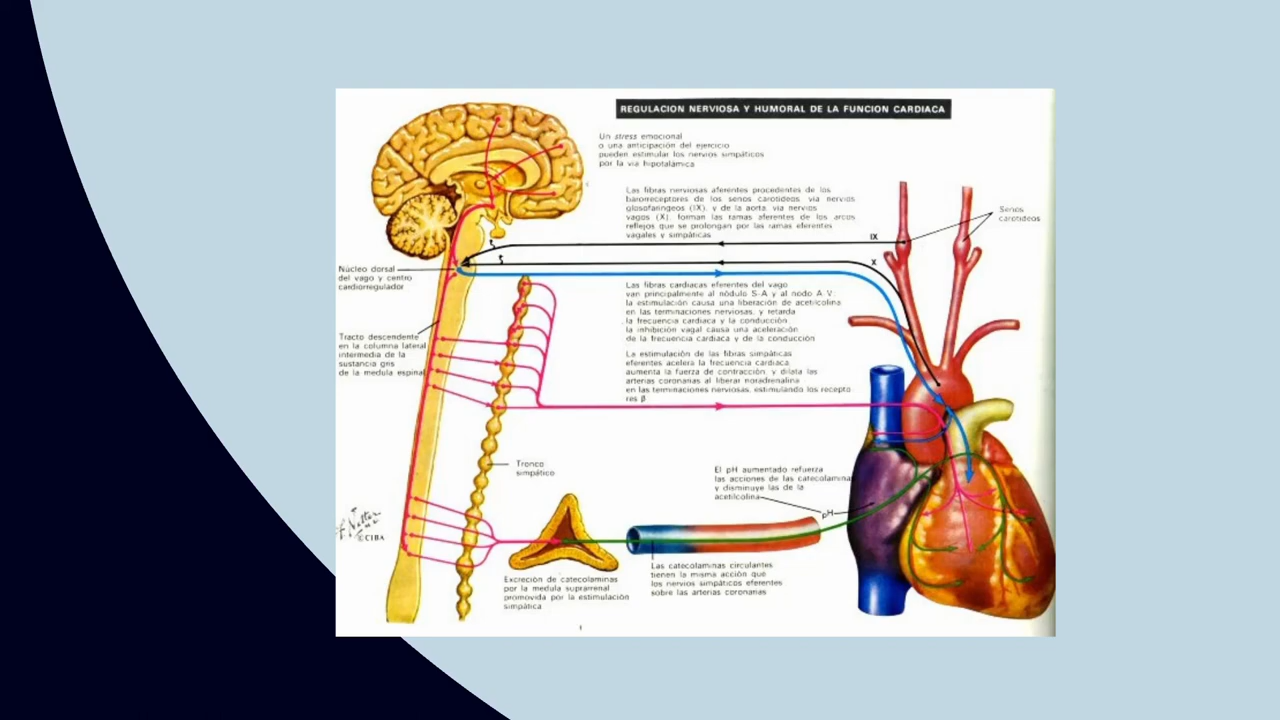 REGULACION NERVIOSA Y HUMORAL DE LA FUNCION CARDIACA
Un stress emocional
o una anticipación del ejercicio
pueden estimular los nervios simpáticos
por la via hipotalámica
Las fibras nerviosas aferentes procedentes de los
barorreceptores de los senos carotideos, via nervios
glosofaringeos (IX), y de la aorta, via nervios
vagos (X), forman las ramas aferentes de los arcos
reflejos que se prolongan por las ramas eferentes
vagales y simpáticas
IX
X
Senos
carotideos
Núcleo dorsal
del vago y centro
cardiorregulador
Las fibras cardiacas eferentes del vago
van principalmente al nódulo S-A y al nodo A-V:
la estimulación causa una liberación de acetilcolina
en las terminaciones nerviosas, y retarda
la frecuencia cardiaca y la conducción
la inhibición vagal causa una aceleración
de la frecuencia cardiaca y de la conducción
Tracto descendente
en la columna lateral
intermedia de la
sustancia gris
de la medula espinal
La estimulación de las fibras simpáticas
eferentes acelera la frecuencia cardiaca,
aumenta la fuerza de contracción, y dilata las
arterias coronarias al liberar noradrenalina
en las terminaciones nerviosas, estimulando los recepto
res β
Tronco
simpático
El pH aumentado refuerza
las acciones de las catecolaminas
y disminuye las de la
acetilcolina
pH
©CIBA
Excreción de catecolaminas
por la medula suprarrenal
promovida por la estimulación
simpática
Las catecolaminas circulantes
tienen la misma acción que
los nervios simpáticos eferentes
sobre las arterias coronarias